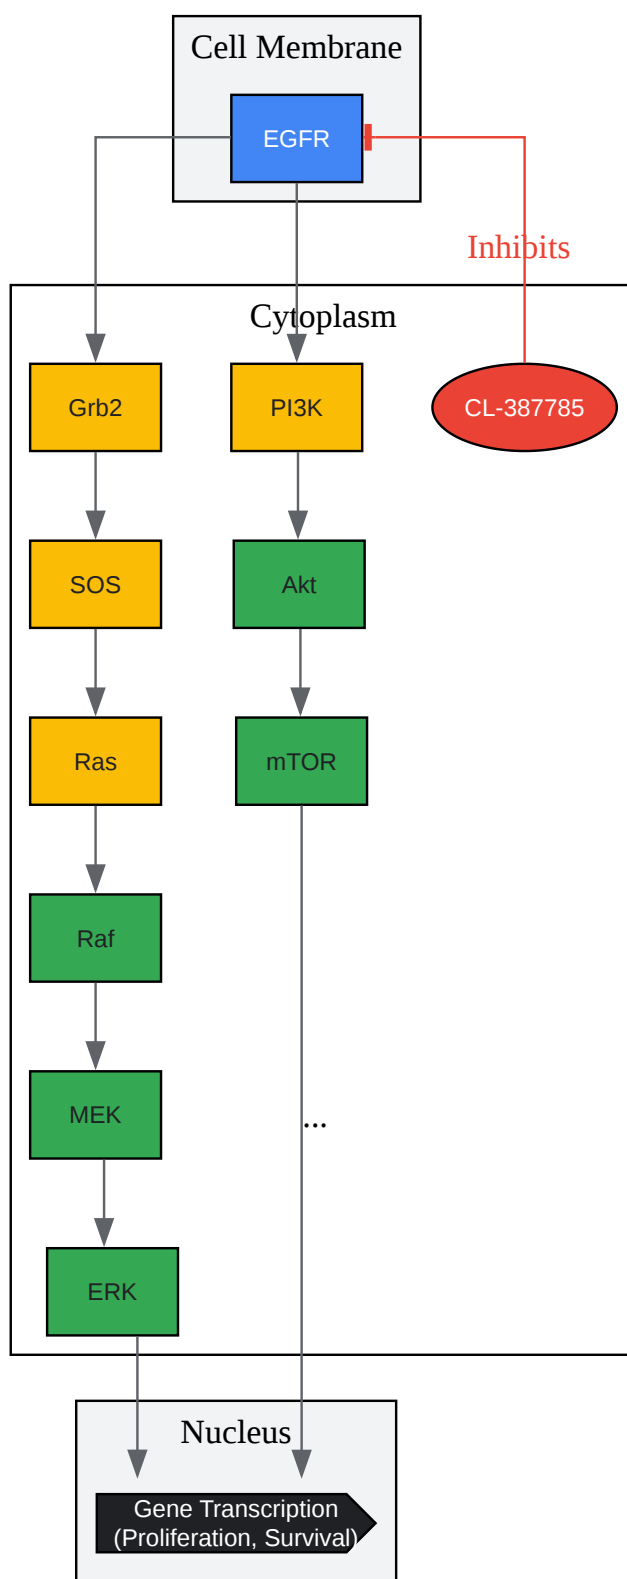 Cell Membrane
EGFR
Inhibits
Cytoplasm
Grb2
PI3K
CL-387785
SOS
Akt
Ras
mTOR
Raf
MEK
...
ERK
Nucleus
Gene Transcription
(Proliferation, Survival)